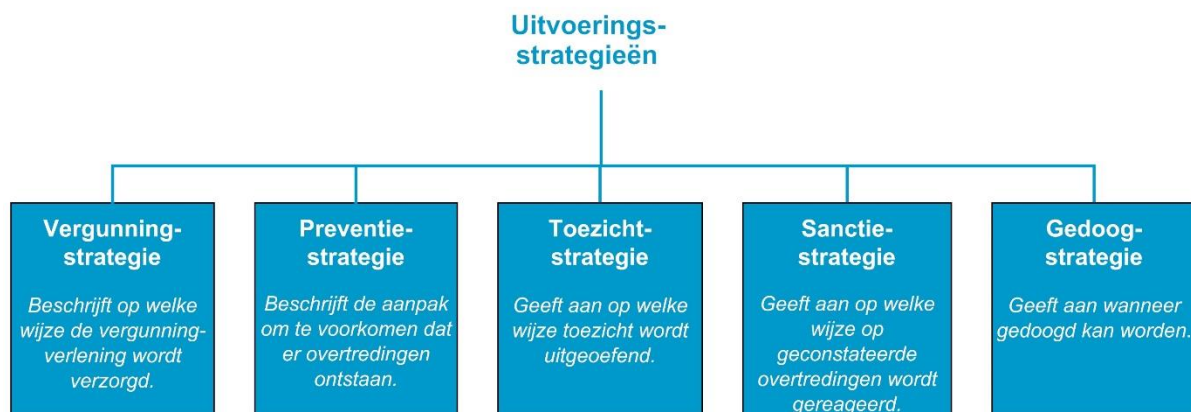 Uitvoerings-
strategieën
Vergunning-
strategie
Beschrijft op welke
wijze de vergunning-
verlening wordt
verzorgd.
Preventie-
strategie
Beschrijft de aanpak
om te voorkomen dat
er overtredingen
ontstaan.
Toezicht-
strategie
Geeft aan op welke
wijze toezicht wordt
uitgeoefend.
Sanctie-
strategie
Geeft aan op welke
wijze op
geconstateerde
overtredingen wordt
gereageerd.
Gedoog-
strategie
Geeft aan wanneer
gedoogd kan worden.